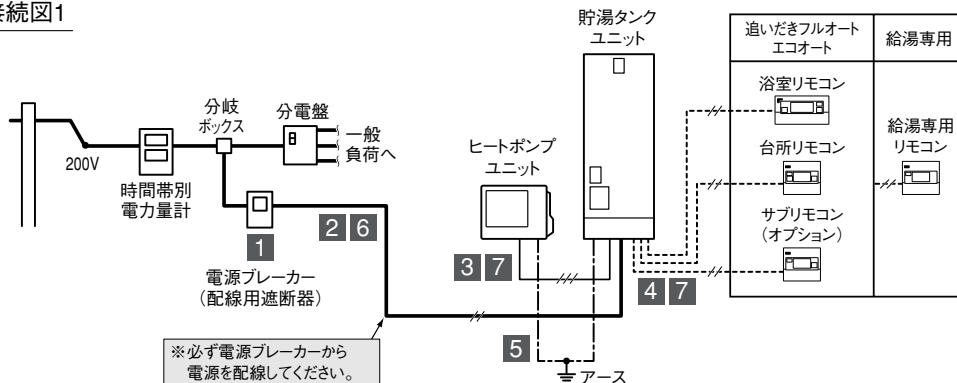 接続図1
貯湯タンク
ユニット
追いだきフルオート
エコオート
給湯専用
浴室リモコン
台所リモコン
サブリモコン
（オプション）
給湯専用
リモコン
分岐
ボックス
分電盤
一般
負荷へ
200V
時間帯別
電力量計
ヒートポンプ
ユニット
1
2 6
3 7
4 7
電源ブレーカー
（配線用遮断器）
5
※必ず電源ブレーカーから
電源を配線してください。
アース